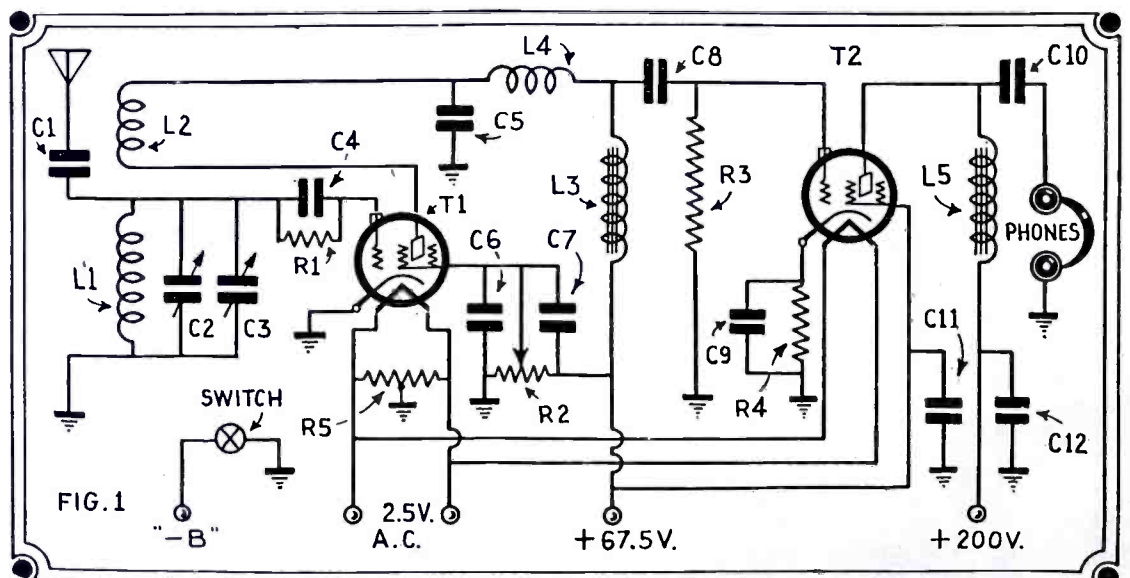 L4
C8
T2
C10
C1
L2
C4
C5
T1
L3
R3
L5
PHONES
R1
C6
C7
L1
C2
C3
C9
C11
R4
R2
R5
C12
SWITCH
FIG.1
"-B"
2.5V.
A.C.
+67.5V.
+200V.